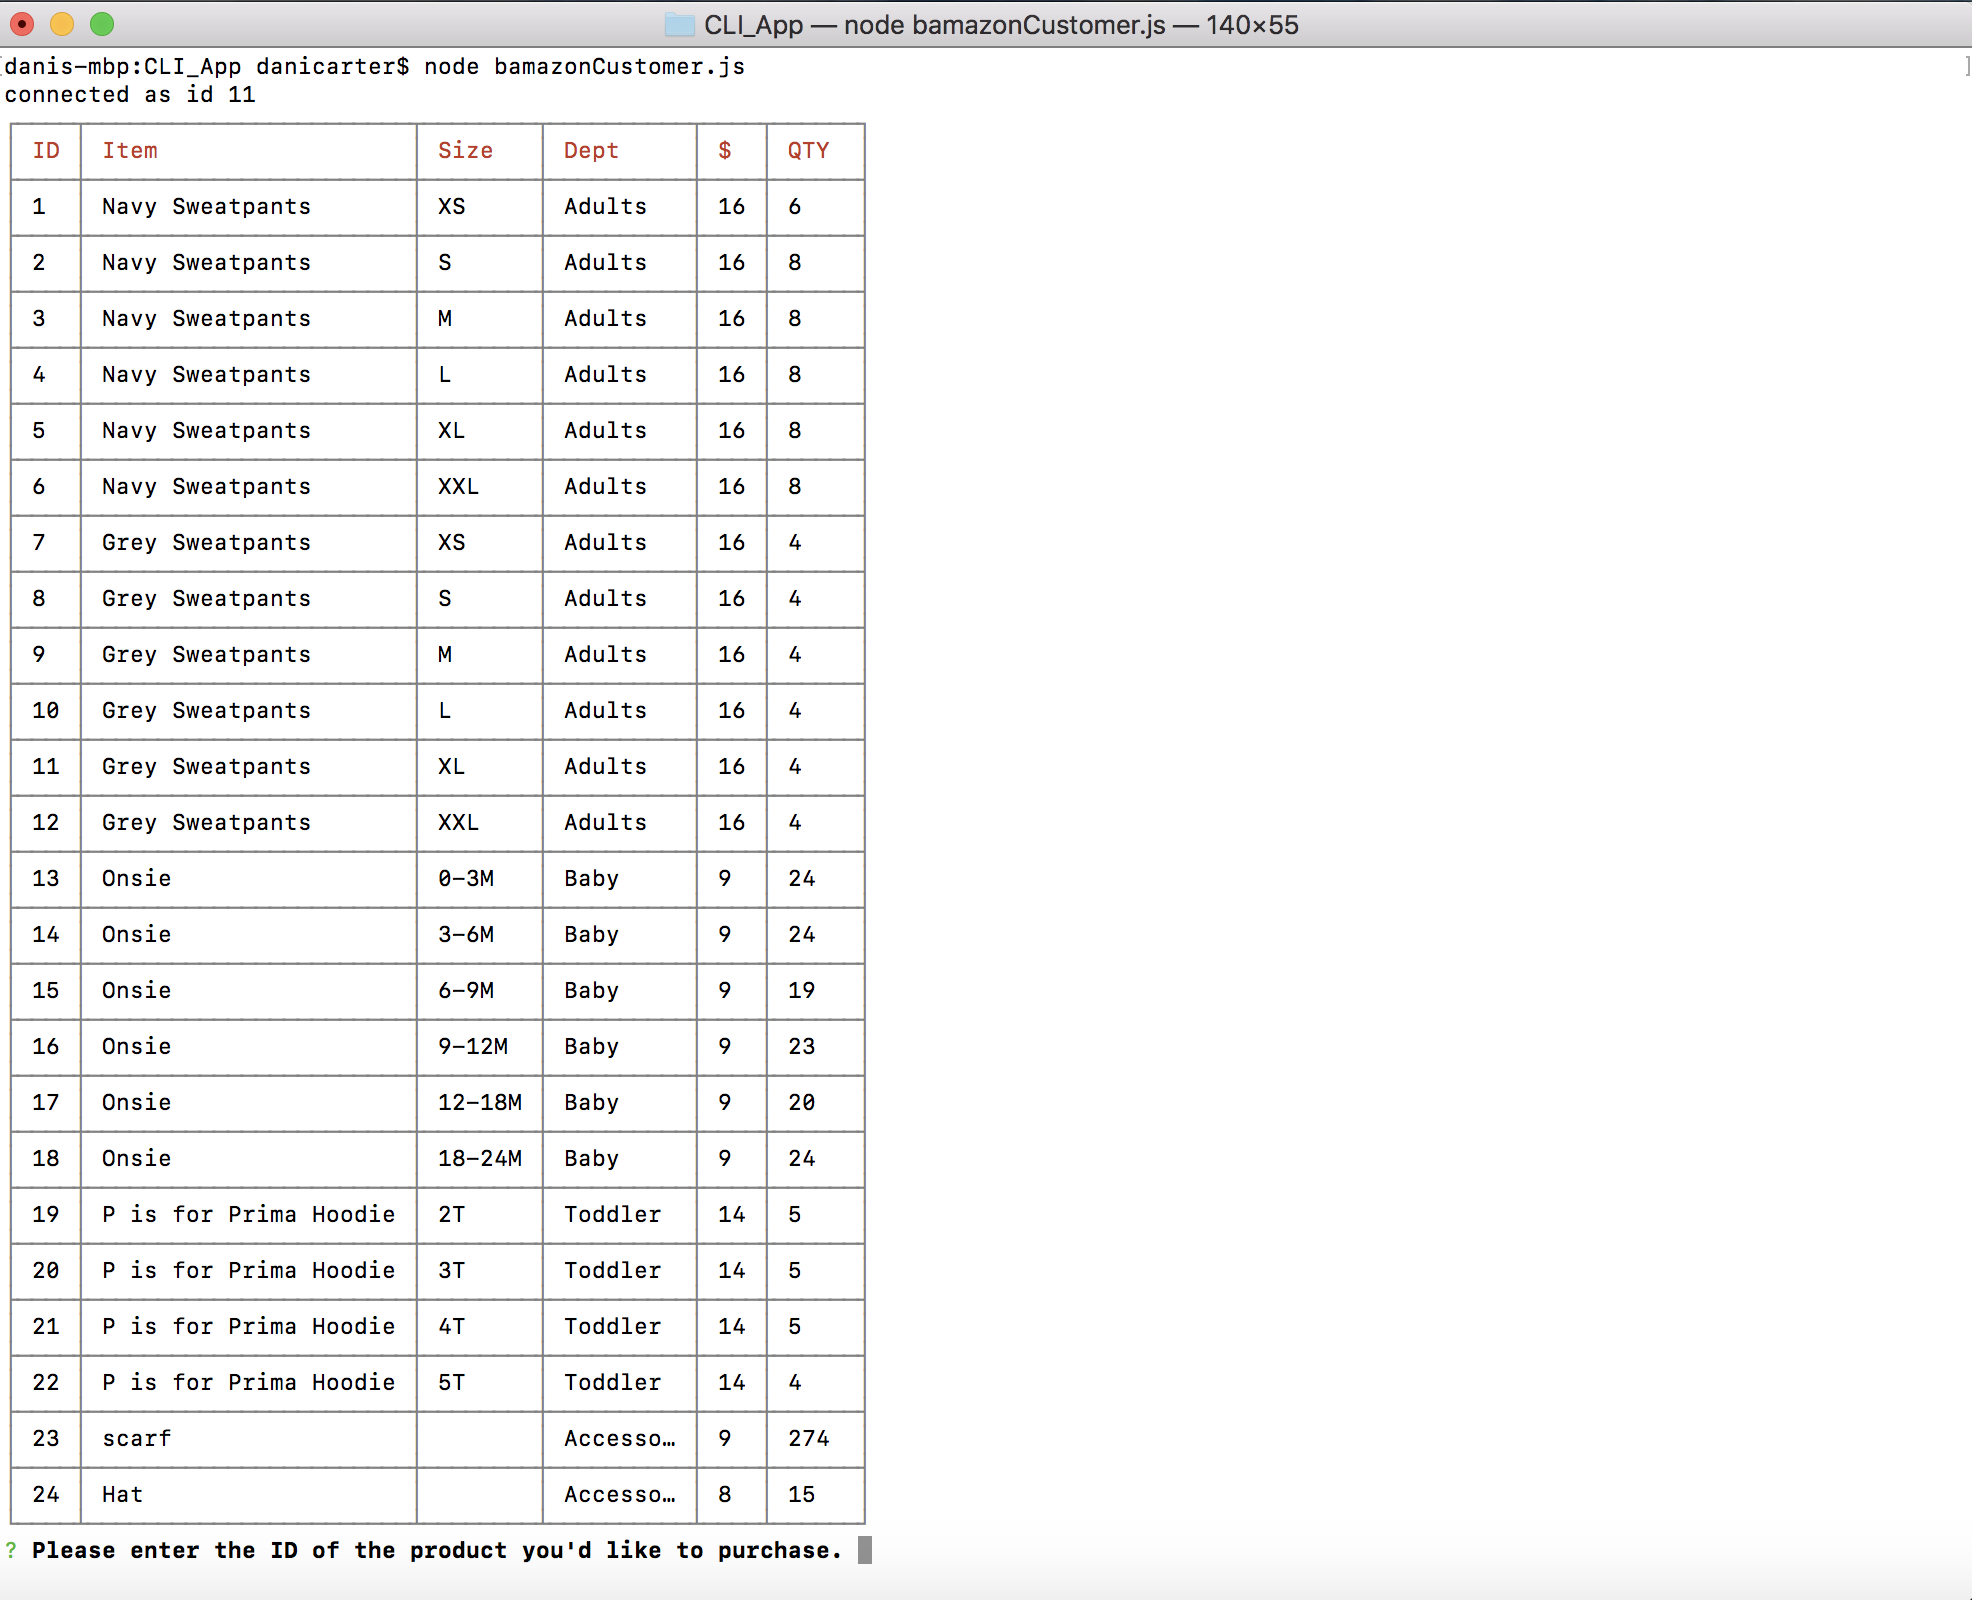 CLI_App — node bamazonCustomer.js — 140×55
danis-mbp:CLI_App danicarter$ node bamazonCustomer.js
connected as id 11
ID Item Size Dept $ QTY
1 Navy Sweatpants XS Adults 16 6
2 Navy Sweatpants S Adults 16 8
3 Navy Sweatpants M Adults 16 8
4 Navy Sweatpants L Adults 16 8
5 Navy Sweatpants XL Adults 16 8
6 Navy Sweatpants XXL Adults 16 8
7 Grey Sweatpants XS Adults 16 4
8 Grey Sweatpants S Adults 16 4
9 Grey Sweatpants M Adults 16 4
10 Grey Sweatpants L Adults 16 4
11 Grey Sweatpants XL Adults 16 4
12 Grey Sweatpants XXL Adults 16 4
13 Onsie 0-3M Baby 9 24
14 Onsie 3-6M Baby 9 24
15 Onsie 6-9M Baby 9 19
16 Onsie 9-12M Baby 9 23
17 Onsie 12-18M Baby 9 20
18 Onsie 18-24M Baby 9 24
19 P is for Prima Hoodie 2T Toddler 14 5
20 P is for Prima Hoodie 3T Toddler 14 5
21 P is for Prima Hoodie 4T Toddler 14 5
22 P is for Prima Hoodie 5T Toddler 14 4
23 scarf Accesso… 9 274
24 Hat Accesso… 8 15
? Please enter the ID of the product you'd like to purchase.